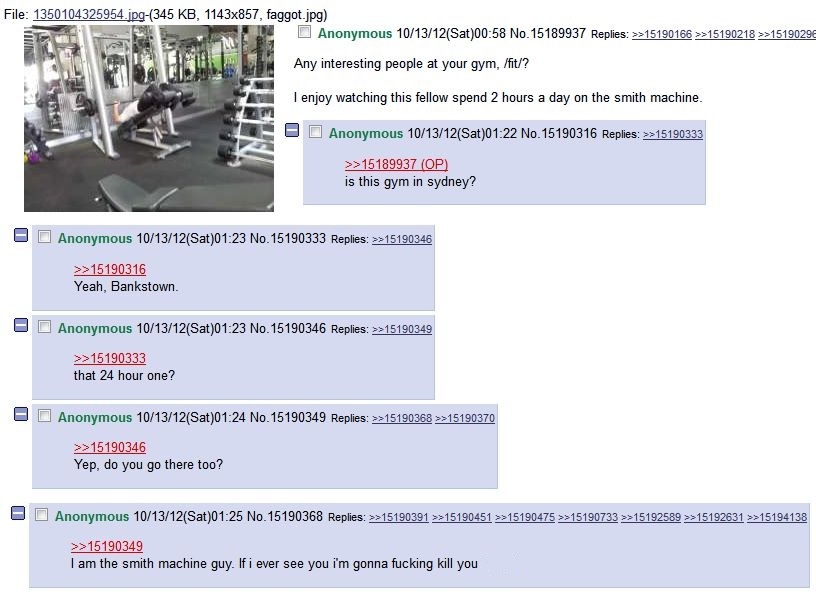 File: 1350104325954.jpg-(345 KB, 1143x857, faggot.jpg)
Anonymous 10/13/12(Sat)00:58 No.15189937 Replies: >>15190166 >>15190218 >>15190296
Any interesting people at your gym, /fit/?
I enjoy watching this fellow spend 2 hours a day on the smith machine.
Anonymous 10/13/12(Sat)01:22 No.15190316 Replies: >>15190333
>>15189937 (OP)
is this gym in sydney?
Anonymous 10/13/12(Sat)01:23 No.15190333 Replies: >>15190346
>>15190316
Yeah, Bankstown.
Anonymous 10/13/12(Sat)01:23 No.15190346 Replies: >>15190349
>>15190333
that 24 hour one?
Anonymous 10/13/12(Sat)01:24 No.15190349 Replies: >>15190368 >>15190370
>>15190346
Yep, do you go there too?
Anonymous 10/13/12(Sat)01:25 No.15190368 Replies: >>15190391 >>15190451 >>15190475 >>15190733 >>15192589 >>15192631 >>15194138
>>15190349
I am the smith machine guy. If i ever see you i'm gonna fucking kill you